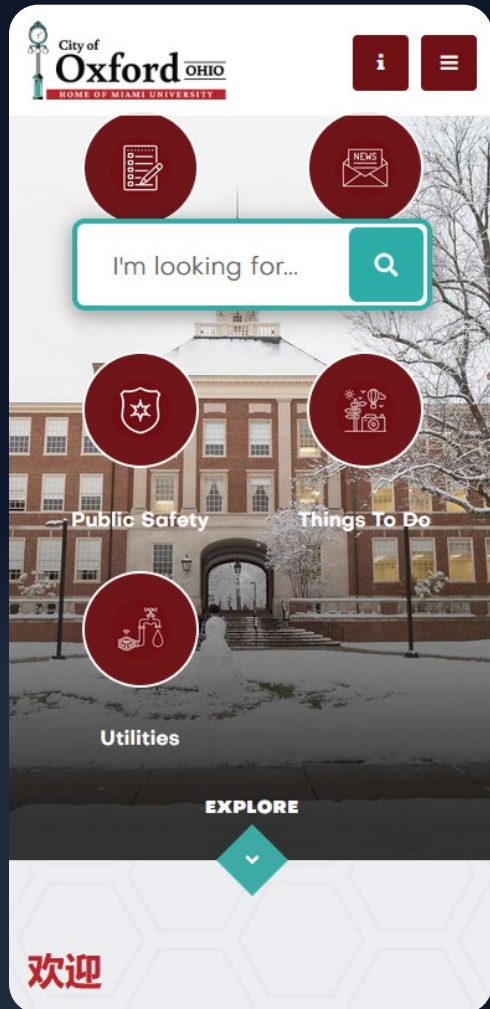 City of
Oxford OHIO
HOME OF MIAMI UNIVERSITY
i
NEWS
I'm looking for...
Public Safety
Things To Do
Utilities
EXPLORE
欢迎